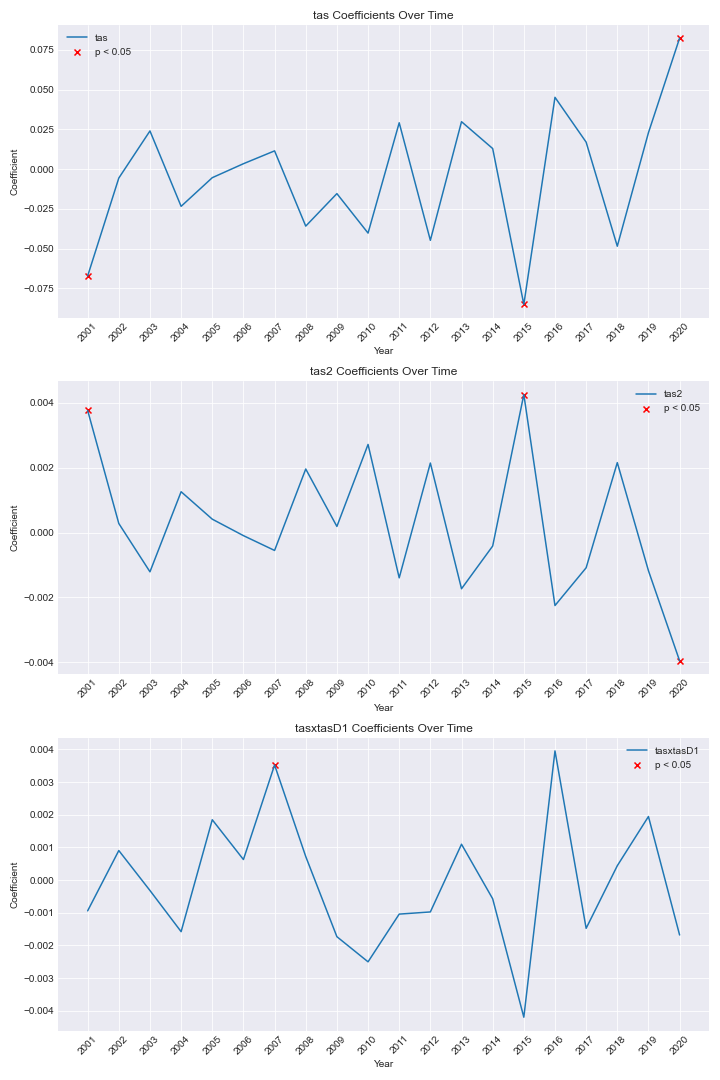 tas Coefficients Over Time
tas
p < 0.05
0.075
0.050
0.025
0.000
−0.025
−0.050
−0.075
Coefficient
2001 2002 2003 2004 2005 2006 2007 2008 2009 2010 2011 2012 2013 2014 2015 2016 2017 2018 2019 2020
Year
tas2 Coefficients Over Time
tas2
p < 0.05
0.004
0.002
0.000
−0.002
−0.004
Coefficient
2001 2002 2003 2004 2005 2006 2007 2008 2009 2010 2011 2012 2013 2014 2015 2016 2017 2018 2019 2020
Year
tasxtasD1 Coefficients Over Time
tasxtasD1
p < 0.05
0.004
0.003
0.002
0.001
0.000
−0.001
−0.002
−0.003
−0.004
Coefficient
2001 2002 2003 2004 2005 2006 2007 2008 2009 2010 2011 2012 2013 2014 2015 2016 2017 2018 2019 2020
Year